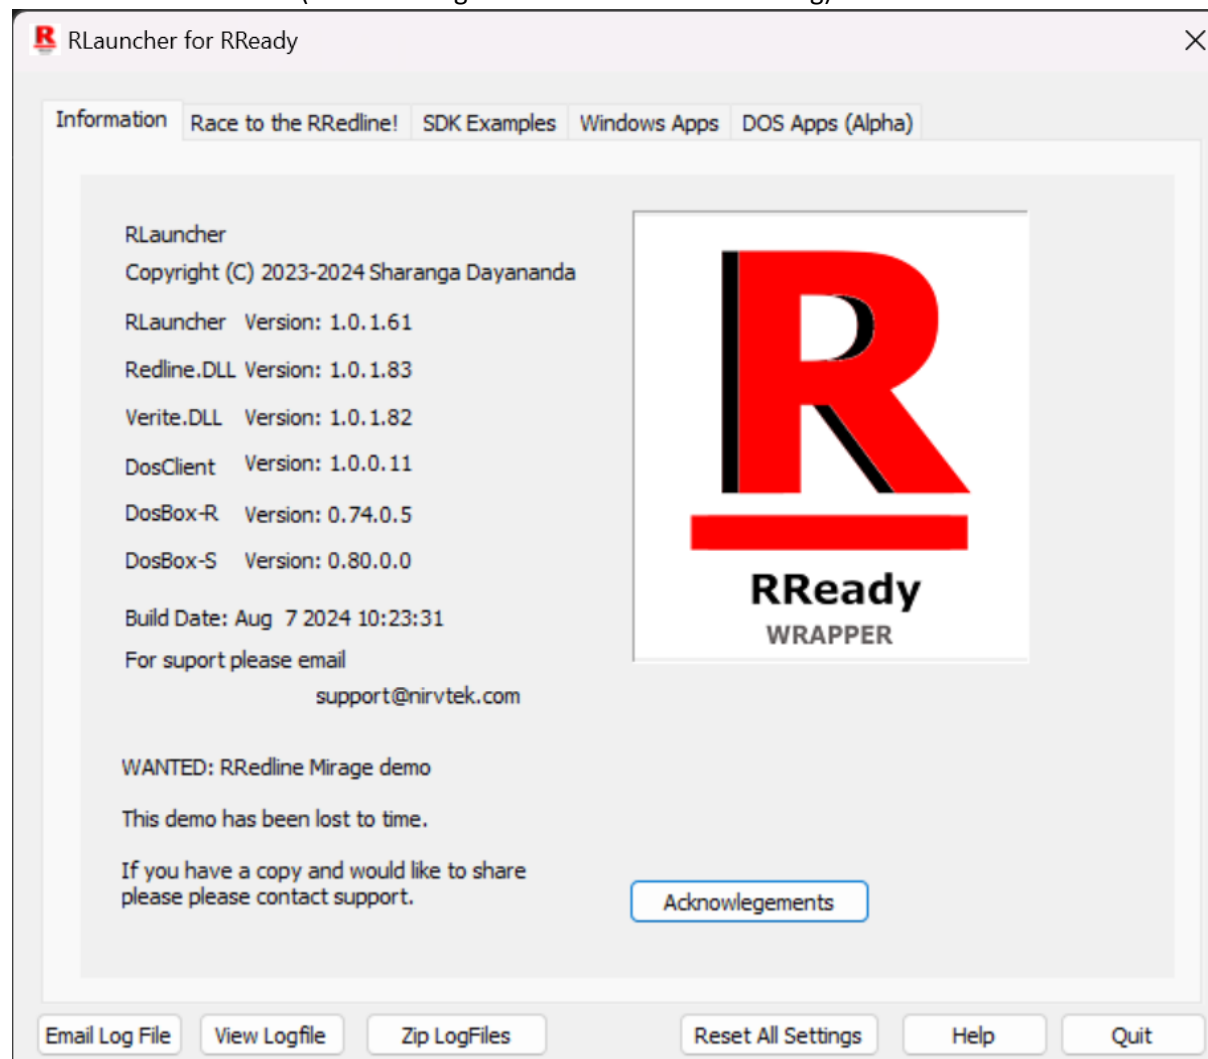 RLauncher for RReady
Information Race to the RRedline! SDK Examples Windows Apps DOS Apps (Alpha)
RLauncher
Copyright (C) 2023-2024 Sharanga Dayananda
RLauncher Version: 1.0.1.61
Redline.DLL Version: 1.0.1.83
Verite.DLL Version: 1.0.1.82
DosClient Version: 1.0.0.11
DosBox-R Version: 0.74.0.5
DosBox-S Version: 0.80.0.0
Build Date: Aug 7 2024 10:23:31
For suport please email
support@nirvtek.com
WANTED: RRedline Mirage demo
This demo has been lost to time.
If you have a copy and would like to share
please please contact support.
R
RReady
WRAPPER
Acknowlegements
Email Log File View Logfile Zip LogFiles Reset All Settings Help Quit